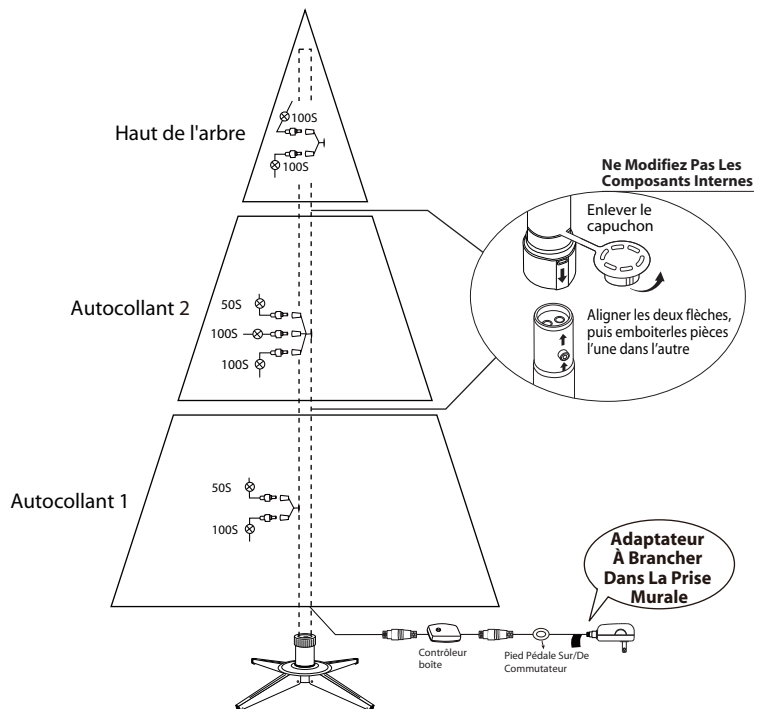 Haut de l'arbre
100S
100S
Ne Modifiez Pas Les
Composants Internes
Enlever le
capuchon
Aligner les deux flèches,
puis emboiterles pièces
l'une dans l'autre
Autocollant 2
50S
100S
100S
Autocollant 1
50S
100S
Adaptateur
À Brancher
Dans La Prise
Murale
Contrôleur
boîte
Pied Pédale Sur/De
Commutateur